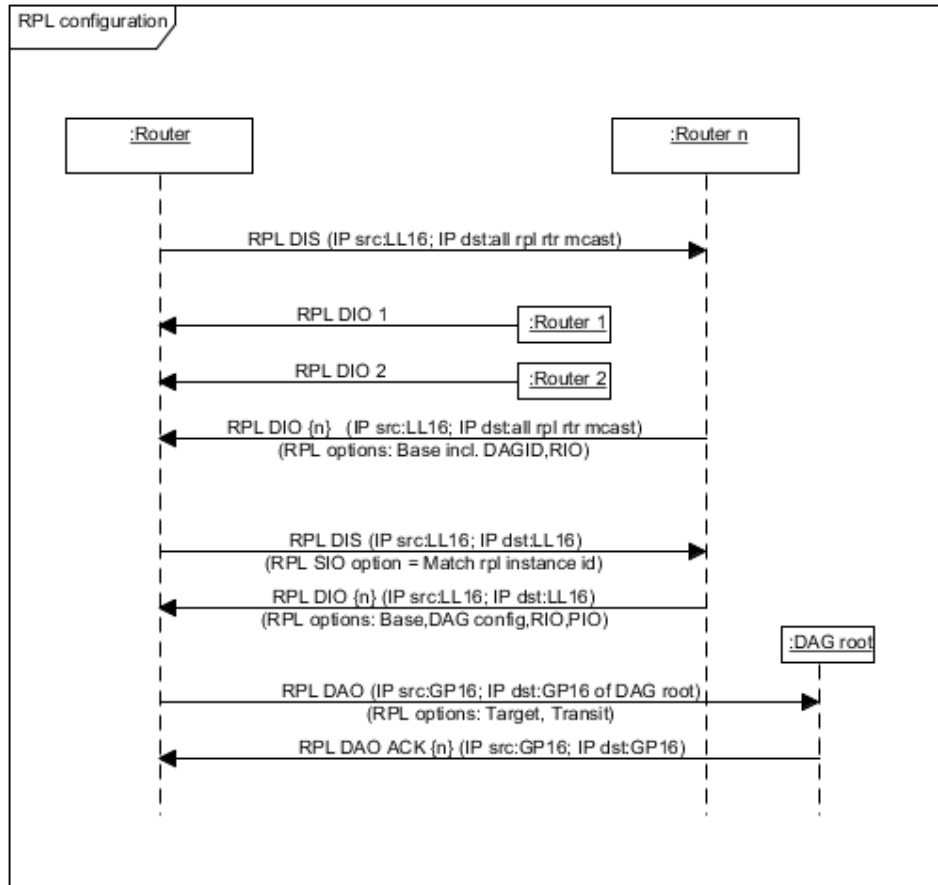 RPL configuration
:Router
:Router n
RPL DIS (IP src:LL16; IP dst:all rpl rtr mcast)
RPL DIO 1
:Router 1
RPL DIO 2
:Router 2
RPL DIO {n} (IP src:LL16; IP dst:all rpl rtr mcast)
(RPL options: Base incl. DAGID,RIO)
RPL DIS (IP src:LL16; IP dst:LL16)
(RPL SIO option = Match rpl instance id)
RPL DIO {n} (IP src:LL16; IP dst:LL16)
(RPL options: Base,DAG config,RIO,PIO)
:DAG root
RPL DAO (IP src:GP16; IP dst:GP16 of DAG root)
(RPL options: Target, Transit)
RPL DAO ACK {n} (IP src:GP16; IP dst:GP16)